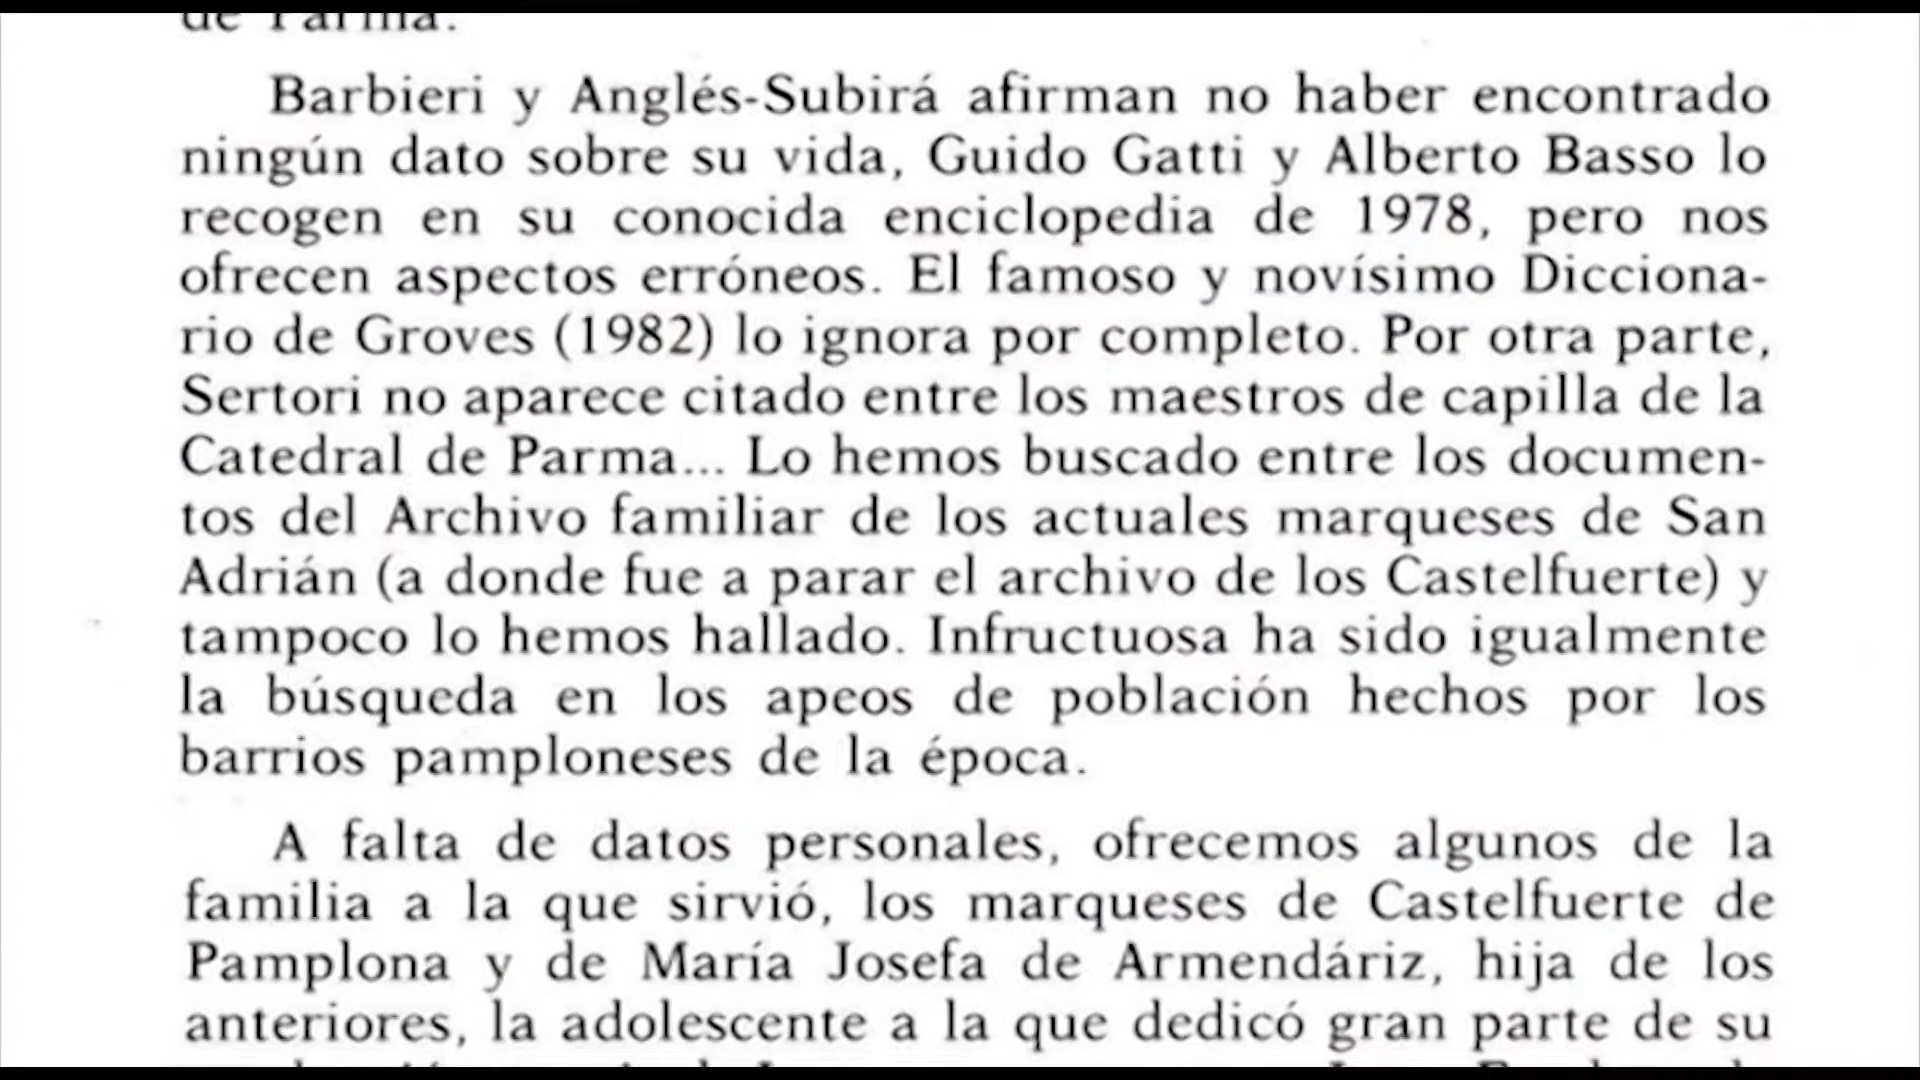 de Parma.
Barbieri y Anglés-Subirá afirman no haber encontrado
ningún dato sobre su vida, Guido Gatti y Alberto Basso lo
recogen en su conocida enciclopedia de 1978, pero nos
ofrecen aspectos erróneos. El famoso y novísimo Dicciona-
rio de Groves (1982) lo ignora por completo. Por otra parte,
Sertori no aparece citado entre los maestros de capilla de la
Catedral de Parma... Lo hemos buscado entre los documen-
tos del Archivo familiar de los actuales marqueses de San
Adrián (a donde fue a parar el archivo de los Castelfuerte) y
tampoco lo hemos hallado. Infructuosa ha sido igualmente
la búsqueda en los apeos de población hechos por los
barrios pamploneses de la época.
A falta de datos personales, ofrecemos algunos de la
familia a la que sirvió, los marqueses de Castelfuerte de
Pamplona y de María Josefa de Armendáriz, hija de los
anteriores, la adolescente a la que dedicó gran parte de su